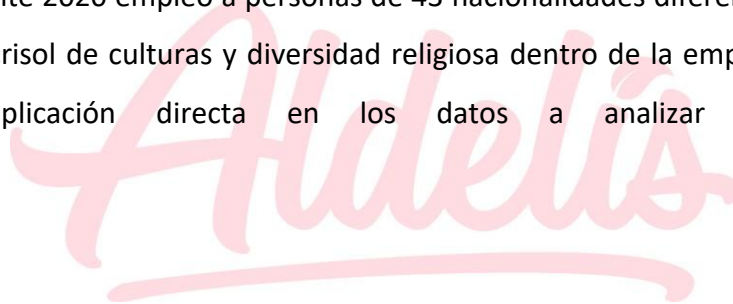 2020 empleó a personas de 43 nacionalidades
risol de culturas y diversidad religiosa dentro de la emp
plicación directa en los datos a analizar
Aldelís